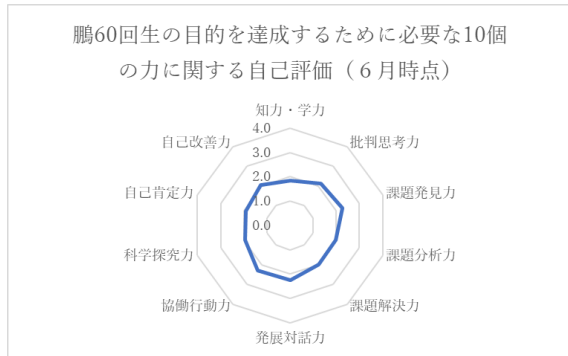 鵬60回生の目的を達成するために必要な10個
の力に関する自己評価（６月時点）
知力・学力
批判思考力
課題発見力
課題分析力
課題解決力
発展対話力
協働行動力
科学探究力
自己肯定力
自己改善力
4.0
3.0
2.0
1.0
0.0